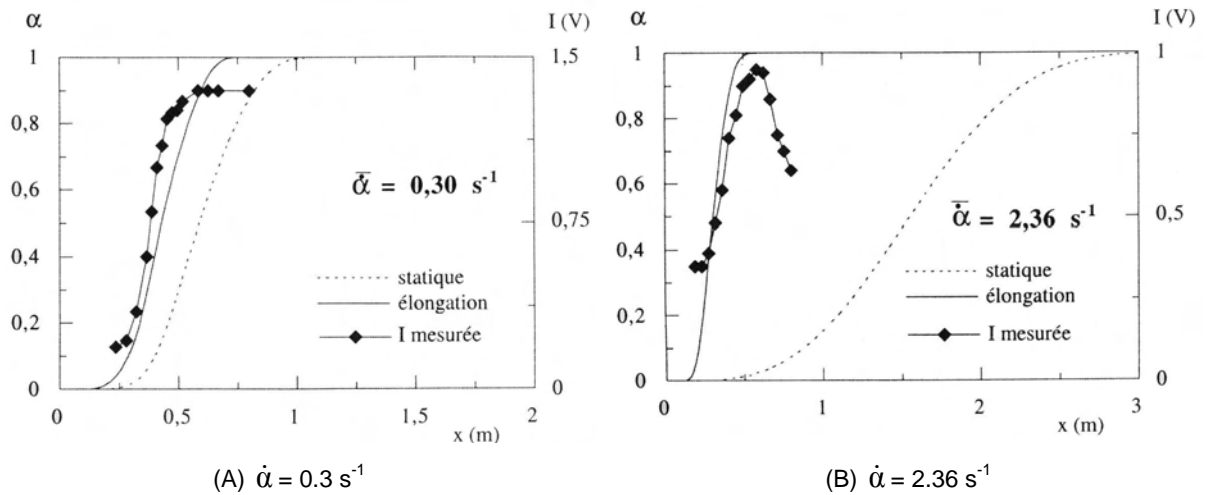 α
I (V)
1
0,8
0,6
0,4
0,2
0
1,5
0,75
0
α̇̄ = 0,30 s⁻¹
statique
élongation
I mesurée
0
0,5
1
1,5
2
x (m)
(A) α̇ = 0.3 s⁻¹
α
I (V)
1
0,8
0,6
0,4
0,2
0
1
0,5
0
α̇̄ = 2,36 s⁻¹
statique
élongation
I mesurée
0
1
2
3
x (m)
(B) α̇ = 2.36 s⁻¹